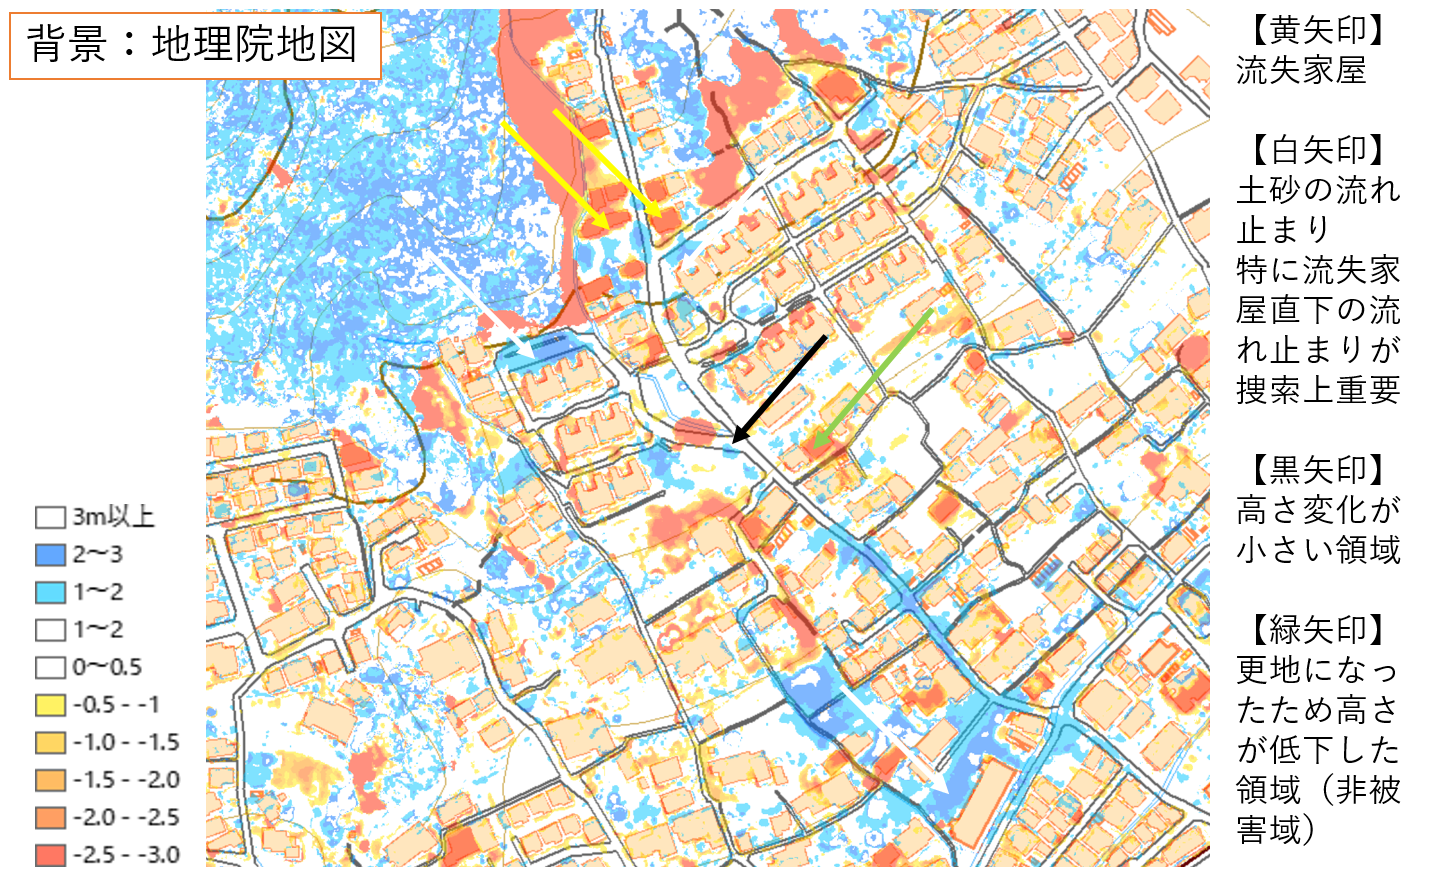 背景：地理院地図
【黄矢印】
流失家屋
【白矢印】
土砂の流れ
止まり
特に流失家
屋直下の流
れ止まりが
捜索上重要
【黒矢印】
高さ変化が
小さい領域
【緑矢印】
更地になっ
たため高さ
が低下した
領域（非被
害域）
3m以上
2〜3
1〜2
1〜2
0〜0.5
-0.5 - -1
-1.0 - -1.5
-1.5 - -2.0
-2.0 - -2.5
-2.5 - -3.0